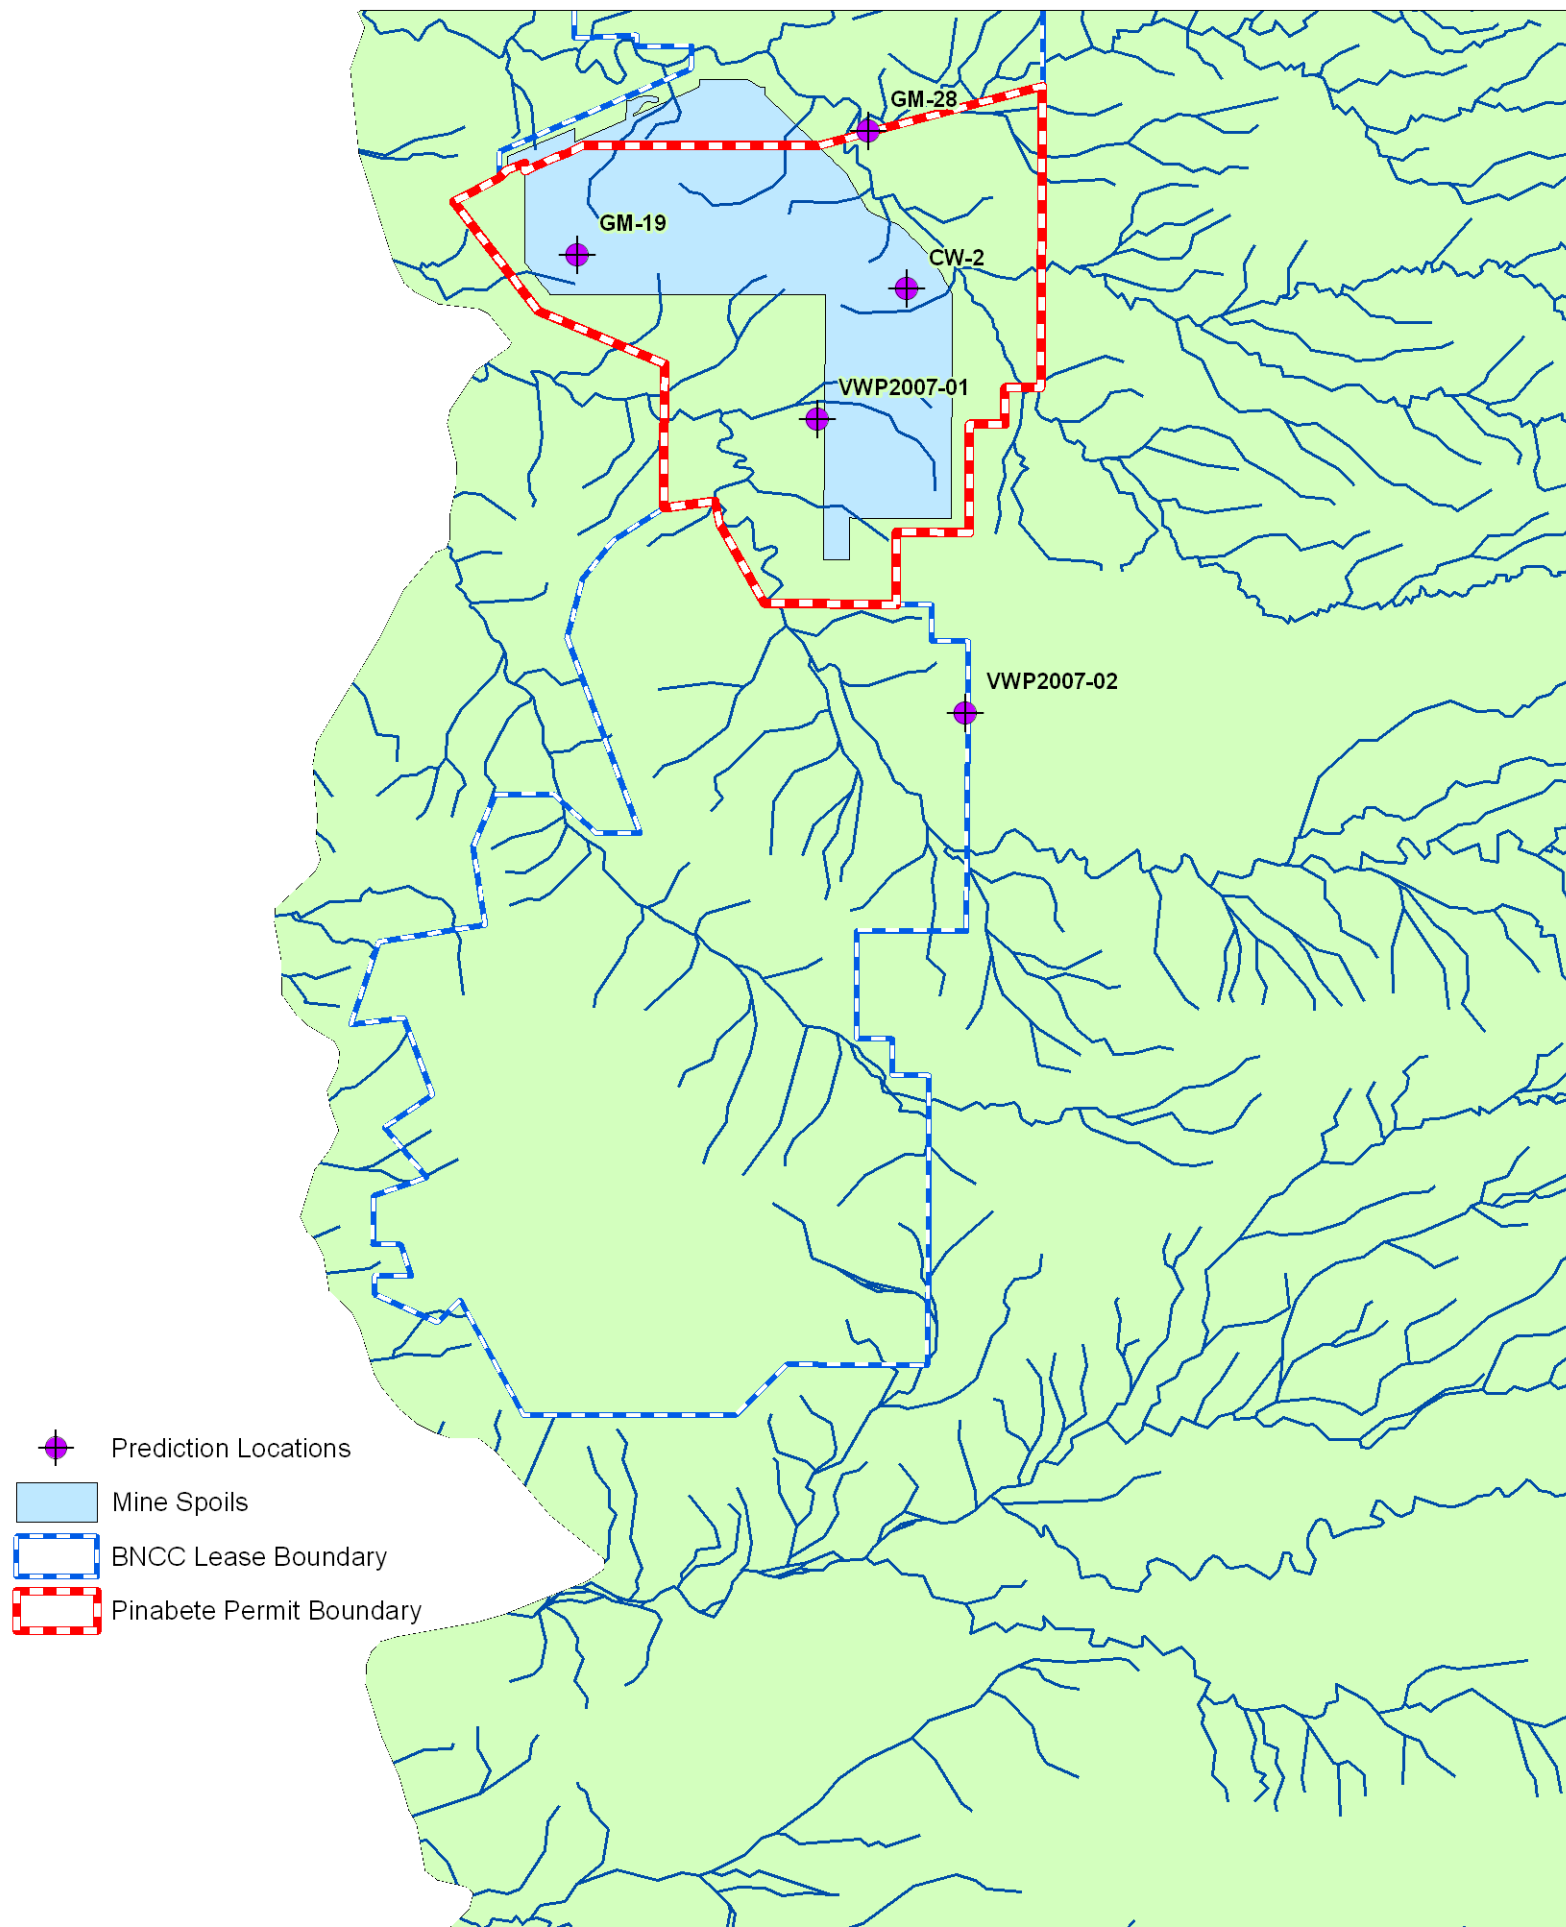 GM-28
GM-19
CW-2
VWP2007-01
VWP2007-02
Prediction Locations
Mine Spoils
BNCC Lease Boundary
Pinabete Permit Boundary